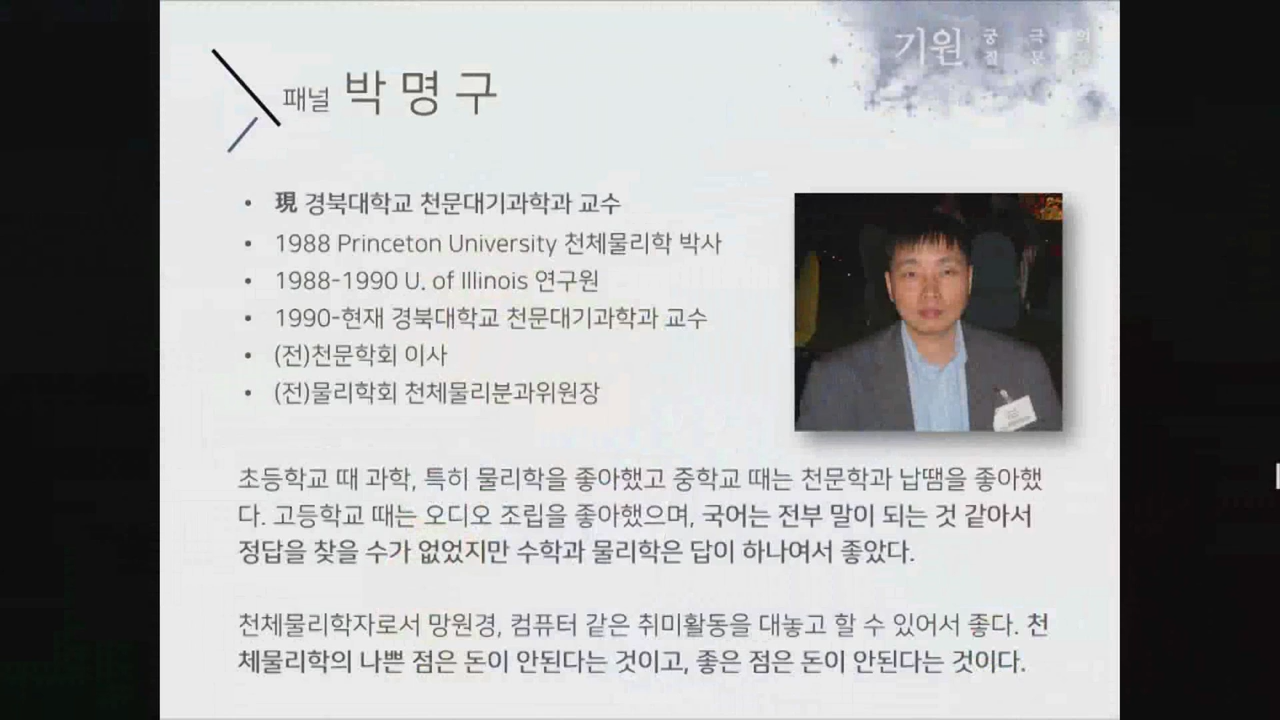 기원 궁극의
질문들
패널 박명구
• 現 경북대학교 천문대기과학과 교수
• 1988 Princeton University 천체물리학 박사
• 1988-1990 U. of Illinois 연구원
• 1990-현재 경북대학교 천문대기과학과 교수
• (전)천문학회 이사
• (전)물리학회 천체물리분과위원장
초등학교 때 과학, 특히 물리학을 좋아했고 중학교 때는 천문학과 납땜을 좋아했
다. 고등학교 때는 오디오 조립을 좋아했으며, 국어는 전부 말이 되는 것 같아서
정답을 찾을 수가 없었지만 수학과 물리학은 답이 하나여서 좋았다.
천체물리학자로서 망원경, 컴퓨터 같은 취미활동을 대놓고 할 수 있어서 좋다. 천
체물리학의 나쁜 점은 돈이 안된다는 것이고, 좋은 점은 돈이 안된다는 것이다.